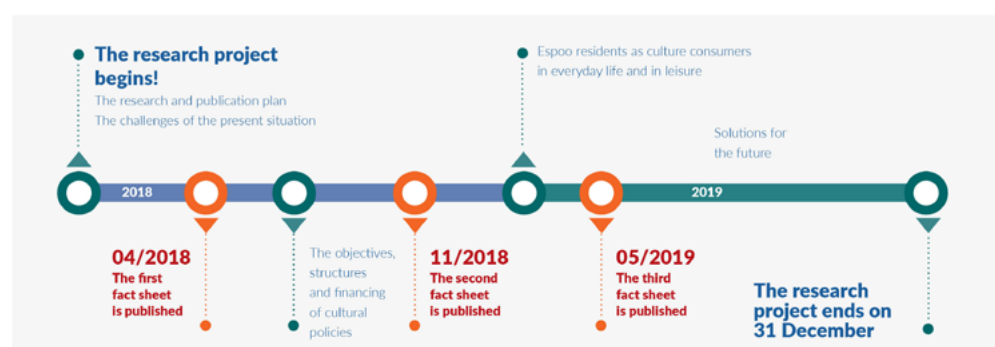 The research project
begins!
The research and publication plan
The challenges of the present situation
Espoo residents as culture consumers
in everyday life and in leisure
Solutions for
the future
2018
2019
04/2018
The first
fact sheet
is published
The objectives,
structures
and financing
of cultural
policies
11/2018
The second
fact sheet
is published
05/2019
The third
fact sheet
is published
The research
project ends on
31 December